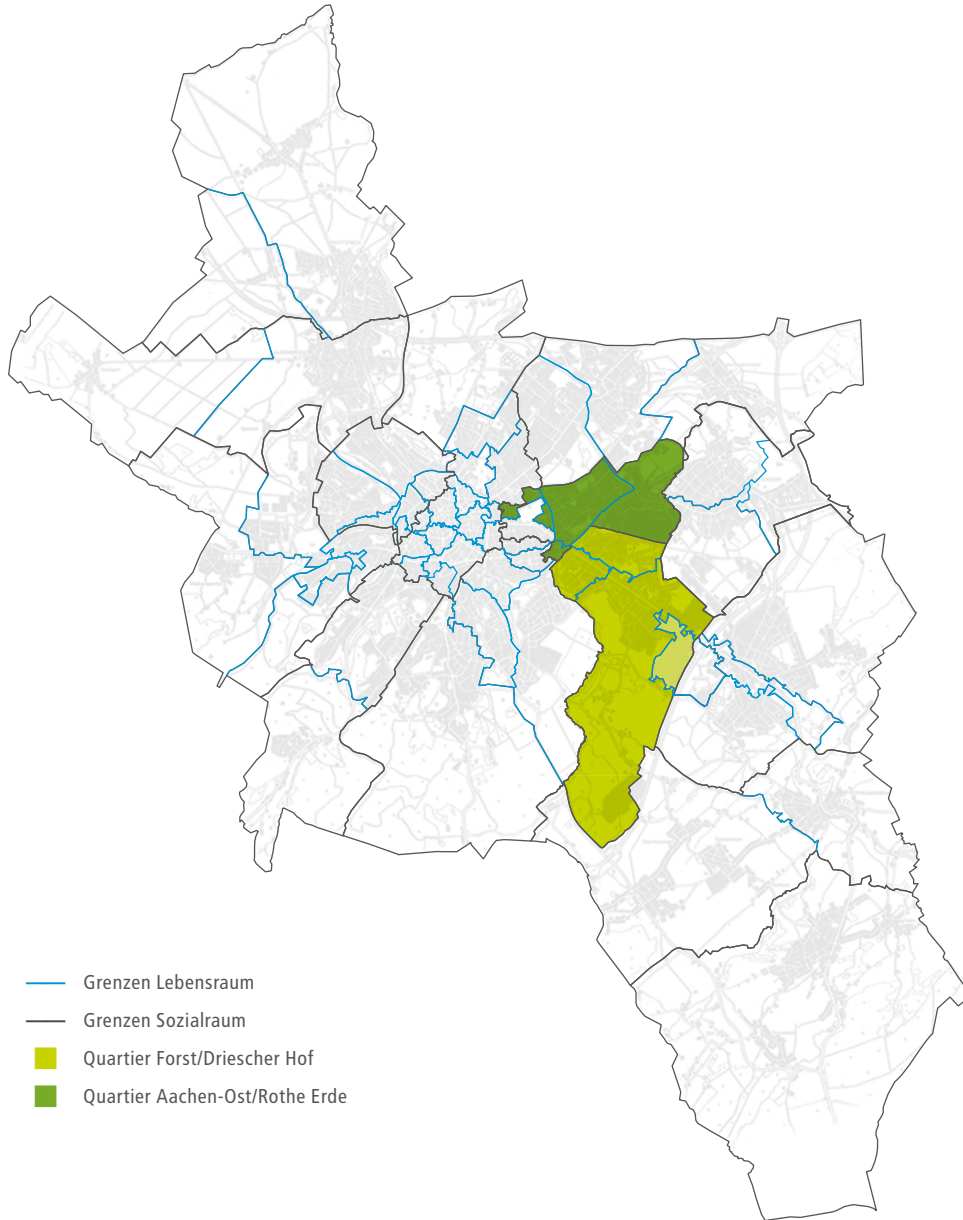 Grenzen Lebensraum
Grenzen Sozialraum
Quartier Forst/Driescher Hof
Quartier Aachen-Ost/Rothe Erde